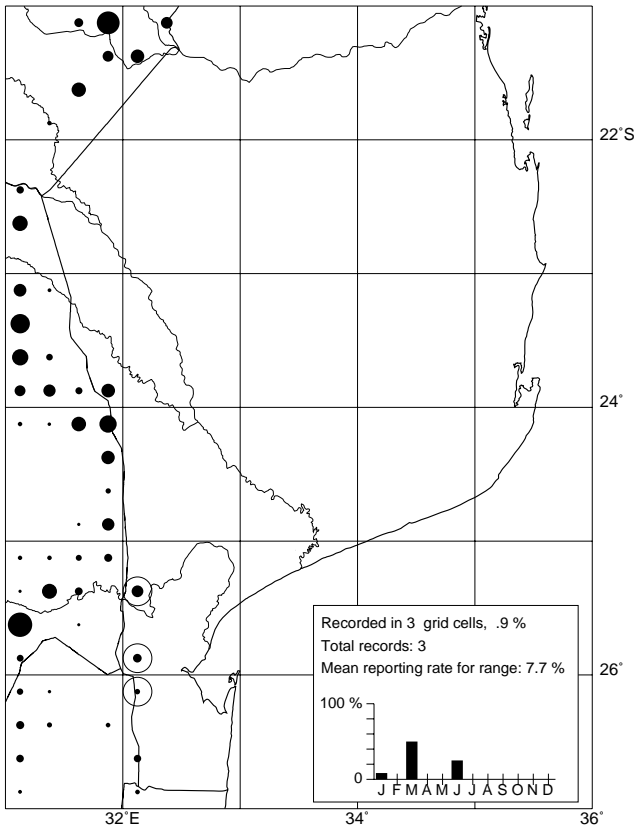 22˚S
24˚
Recorded in 3 grid cells, .9 %
Total records: 3
Mean reporting rate for range: 7.7 %
26˚
100 %
0
J F M A M J J A S O N D
32˚E
34˚
36˚